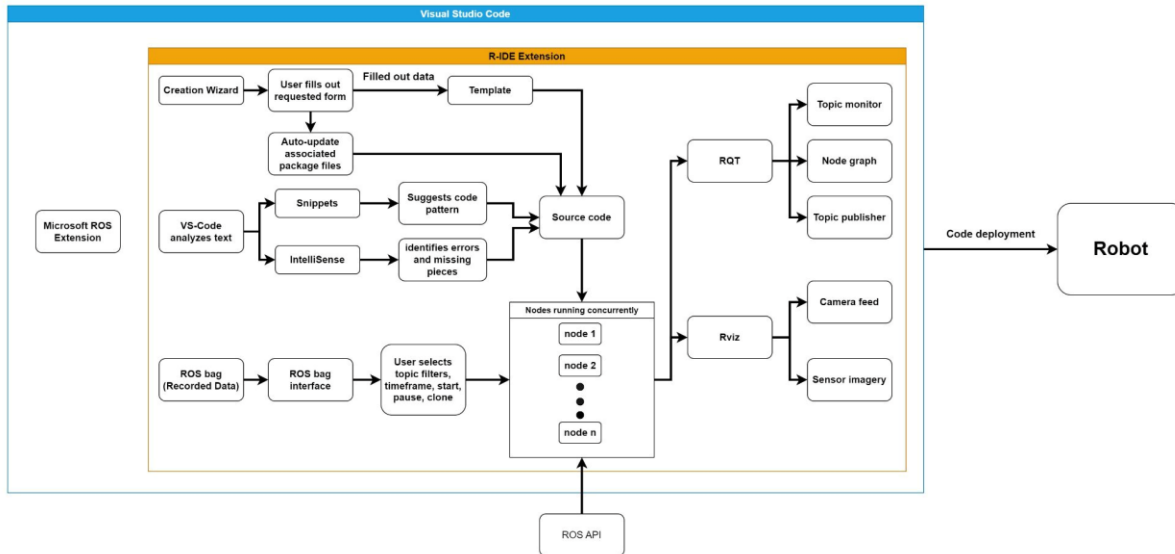 Visual Studio Code
R-IDE Extension
Creation Wizard
User fills out
requested form
Filled out data
Template
Auto-update
associated
package files
Microsoft ROS
Extension
VS-Code
analyzes text
Snippets
Suggests code
pattern
IntelliSense
identifies errors
and missing
pieces
Source code
ROS bag
(Recorded Data)
ROS bag
interface
User selects
topic filters,
timeframe, start,
pause, clone
Nodes running concurrently
node 1
node 2
node n
RQT
Topic monitor
Node graph
Topic publisher
Rviz
Camera feed
Sensor imagery
Code deployment
Robot
ROS API